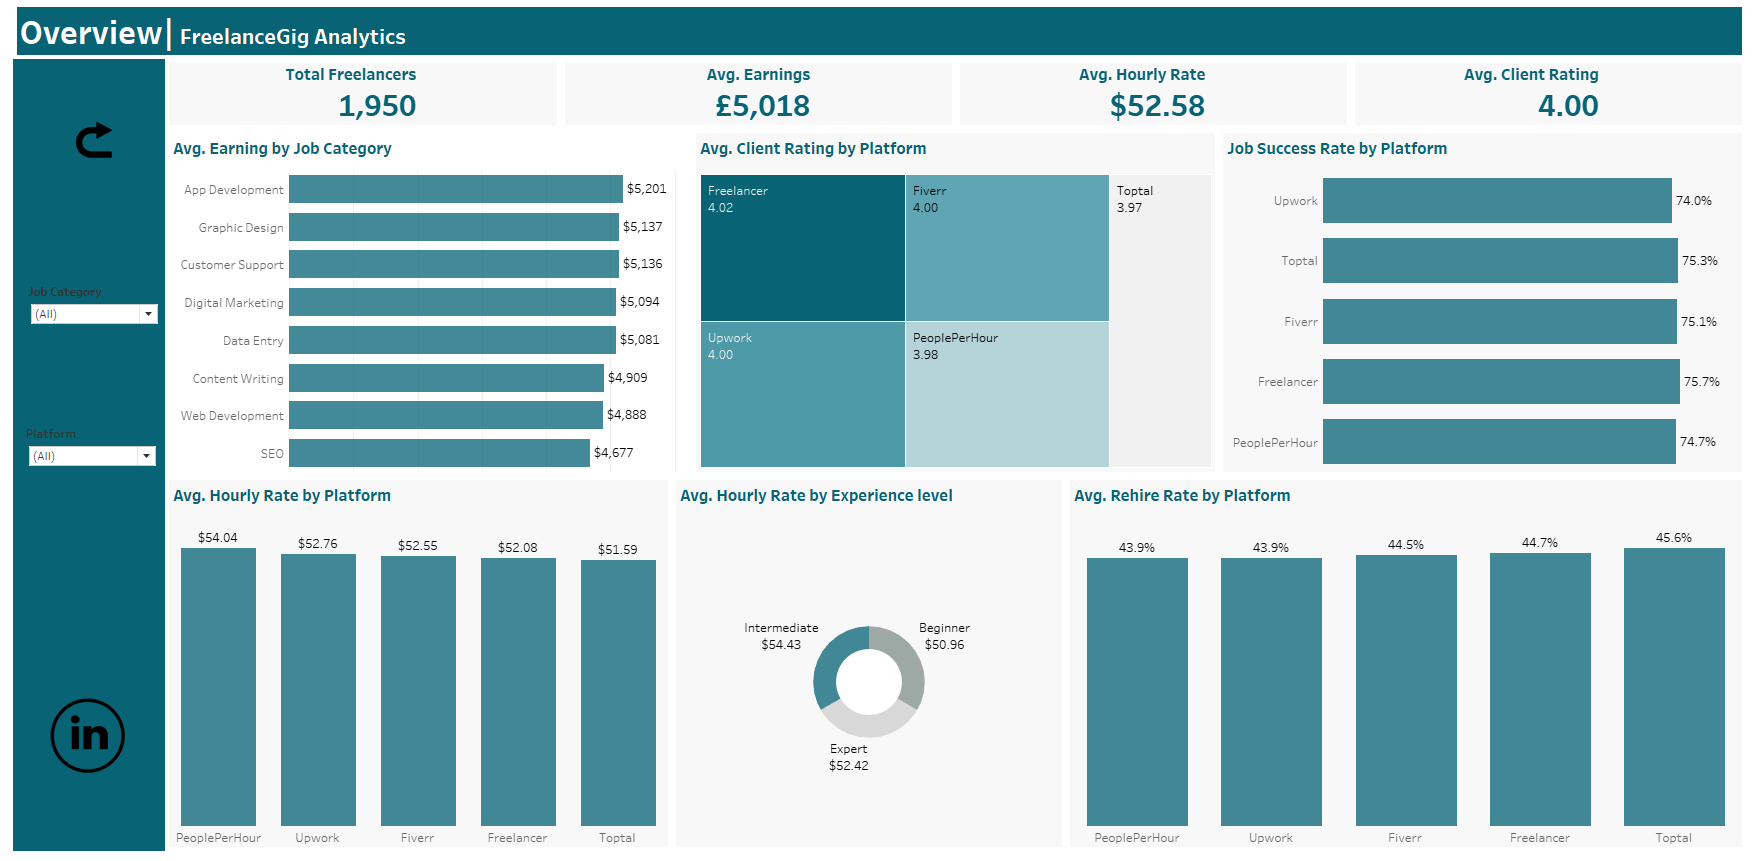 Overview| FreelanceGig Analytics
Total Freelancers
1,950
Avg. Earnings
£5,018
Avg. Hourly Rate
$52.58
Avg. Client Rating
4.00
Job Category
(All)
Platform
(All)
in
Avg. Earning by Job Category
App Development $5,201
Graphic Design $5,137
Customer Support $5,136
Digital Marketing $5,094
Data Entry $5,081
Content Writing $4,909
Web Development $4,888
SEO $4,677
Avg. Client Rating by Platform
Freelancer
4.02
Fiverr
4.00
Toptal
3.97
Upwork
4.00
PeoplePerHour
3.98
Job Success Rate by Platform
Upwork 74.0%
Toptal 75.3%
Fiverr 75.1%
Freelancer 75.7%
PeoplePerHour 74.7%
Avg. Hourly Rate by Platform
$54.04 $52.76 $52.55 $52.08 $51.59
PeoplePerHour Upwork Fiverr Freelancer Toptal
Avg. Hourly Rate by Experience level
Intermediate
$54.43
Beginner
$50.96
Expert
$52.42
Avg. Rehire Rate by Platform
43.9% 43.9% 44.5% 44.7% 45.6%
PeoplePerHour Upwork Fiverr Freelancer Toptal